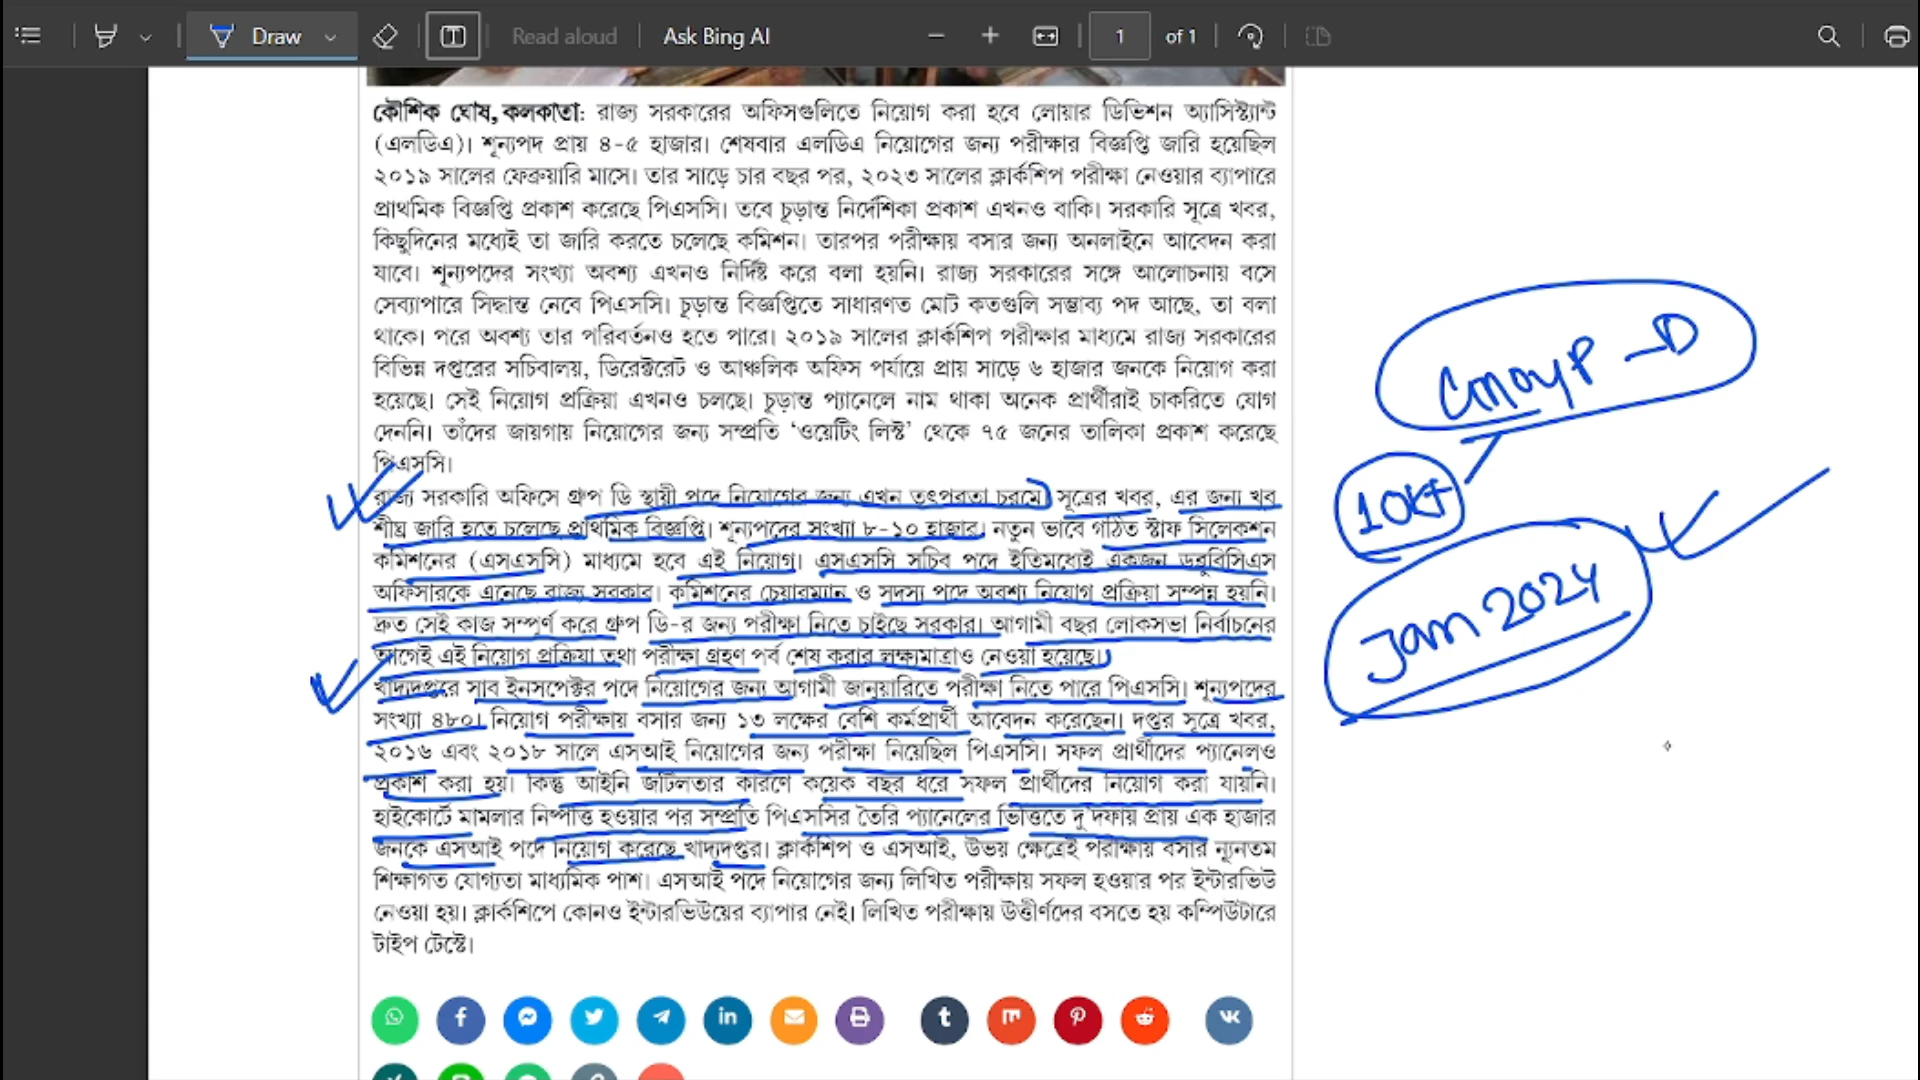 Draw
Read aloud
Ask Bing AI
1 of 1
কৌশিক ঘোষ, কলকাতা: রাজ্য সরকারের অফিসগুলিতে নিয়োগ করা হবে লোয়ার ডিভিশন অ্যাসিস্ট্যান্ট
(এলডিএ)। শূন্যপদ প্রায় ৪-৫ হাজার। শেষবার এলডিএ নিয়োগের জন্য পরীক্ষার বিজ্ঞপ্তি জারি হয়েছিল
২০১৯ সালের ফেব্রুয়ারি মাসে। তার সাড়ে চার বছর পর, ২০২৩ সালের ক্লার্কশিপ পরীক্ষা নেওয়ার ব্যাপারে
প্রাথমিক বিজ্ঞপ্তি প্রকাশ করেছে পিএসসি। তবে চূড়ান্ত নির্দেশিকা প্রকাশ এখনও বাকি। সরকারি সূত্রে খবর,
কিছুদিনের মধ্যেই তা জারি করতে চলেছে কমিশন। তারপর পরীক্ষায় বসার জন্য অনলাইনে আবেদন করা
যাবে। শূন্যপদের সংখ্যা অবশ্য এখনও নির্দিষ্ট করে বলা হয়নি। রাজ্য সরকারের সঙ্গে আলোচনায় বসে
সেব্যাপারে সিদ্ধান্ত নেবে পিএসসি। চূড়ান্ত বিজ্ঞপ্তিতে সাধারণত মোট কতগুলি সম্ভাব্য পদ আছে, তা বলা
থাকে। পরে অবশ্য তার পরিবর্তনও হতে পারে। ২০১৯ সালের ক্লার্কশিপ পরীক্ষার মাধ্যমে রাজ্য সরকারের
বিভিন্ন দপ্তরের সচিবালয়, ডিরেক্টরেট ও আঞ্চলিক অফিস পর্যায়ে প্রায় সাড়ে ৬ হাজার জনকে নিয়োগ করা
হয়েছে। সেই নিয়োগ প্রক্রিয়া এখনও চলছে। চূড়ান্ত প্যানেলে নাম থাকা অনেক প্রার্থীরাই চাকরিতে যোগ
দেননি। তাঁদের জায়গায় নিয়োগের জন্য সম্প্রতি ‘ওয়েটিং লিস্ট’ থেকে ৭৫ জনের তালিকা প্রকাশ করেছে
পিএসসি।
রাজ্য সরকারি অফিসে গ্রুপ ডি স্থায়ী পদে নিয়োগের জন্য এখন তৎপরতা চরমে। সূত্রের খবর, এর জন্য খুব
শীঘ্র জারি হতে চলেছে প্রাথমিক বিজ্ঞপ্তি। শূন্যপদের সংখ্যা ৮-১০ হাজার। নতুন ভাবে গঠিত স্টাফ সিলেকশন
কমিশনের (এসএসসি) মাধ্যমে হবে এই নিয়োগ। এসএসসি সচিব পদে ইতিমধ্যেই একজন ডব্লুবিসিএস
অফিসারকে এনেছে রাজ্য সরকার। কমিশনের চেয়ারম্যান ও সদস্য পদে অবশ্য নিয়োগ প্রক্রিয়া সম্পন্ন হয়নি।
দ্রুত সেই কাজ সম্পূর্ণ করে গ্রুপ ডি-র জন্য পরীক্ষা নিতে চাইছে সরকার। আগামী বছর লোকসভা নির্বাচনের
আগেই এই নিয়োগ প্রক্রিয়া তথা পরীক্ষা গ্রহণ পর্ব শেষ করার লক্ষ্যমাত্রাও নেওয়া হয়েছে।
খাদ্যদপ্তরে সাব ইনসপেক্টর পদে নিয়োগের জন্য আগামী জানুয়ারিতে পরীক্ষা নিতে পারে পিএসসি। শূন্যপদের
সংখ্যা ৪৮০। নিয়োগ পরীক্ষায় বসার জন্য ১৩ লক্ষের বেশি কর্মপ্রার্থী আবেদন করেছেন। দপ্তর সূত্রে খবর,
২০১৬ এবং ২০১৮ সালে এসআই নিয়োগের জন্য পরীক্ষা নিয়েছিল পিএসসি। সফল প্রার্থীদের প্যানেলও
প্রকাশ করা হয়। কিন্তু আইনি জটিলতার কারণে কয়েক বছর ধরে সফল প্রার্থীদের নিয়োগ করা যায়নি।
হাইকোর্টে মামলার নিষ্পত্তি হওয়ার পর সম্প্রতি পিএসসির তৈরি প্যানেলের ভিত্তিতে দু’দফায় প্রায় এক হাজার
জনকে এসআই পদে নিয়োগ করেছে খাদ্যদপ্তর। ক্লার্কশিপ ও এসআই, উভয় ক্ষেত্রেই পরীক্ষায় বসার ন্যূনতম
শিক্ষাগত যোগ্যতা মাধ্যমিক পাশ। এসআই পদে নিয়োগের জন্য লিখিত পরীক্ষায় সফল হওয়ার পর ইন্টারভিউ
নেওয়া হয়। ক্লার্কশিপে কোনও ইন্টারভিউয়ের ব্যাপার নেই। লিখিত পরীক্ষায় উত্তীর্ণদের বসতে হয় কম্পিউটারে
টাইপ টেস্টে।
10k+
Jan 2024